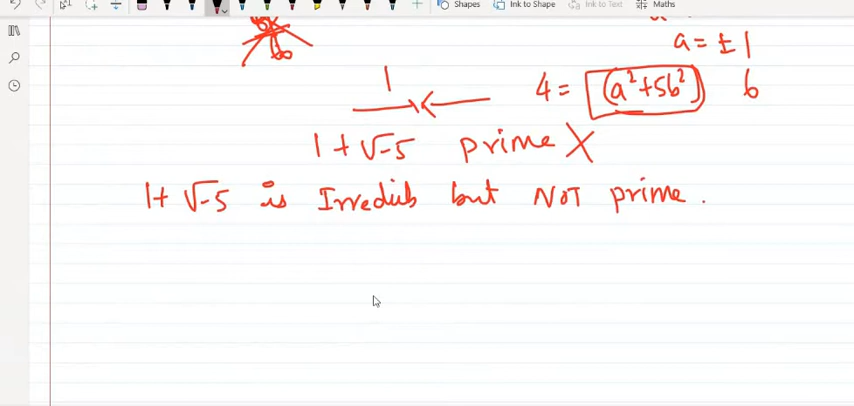 Shapes Ink to Shape Ink to Text Maths
a = ± 1
1 4 = (a²+5b²) 6
1 + √-5 prime X
1+ √-5 is Irredub but NOT prime.